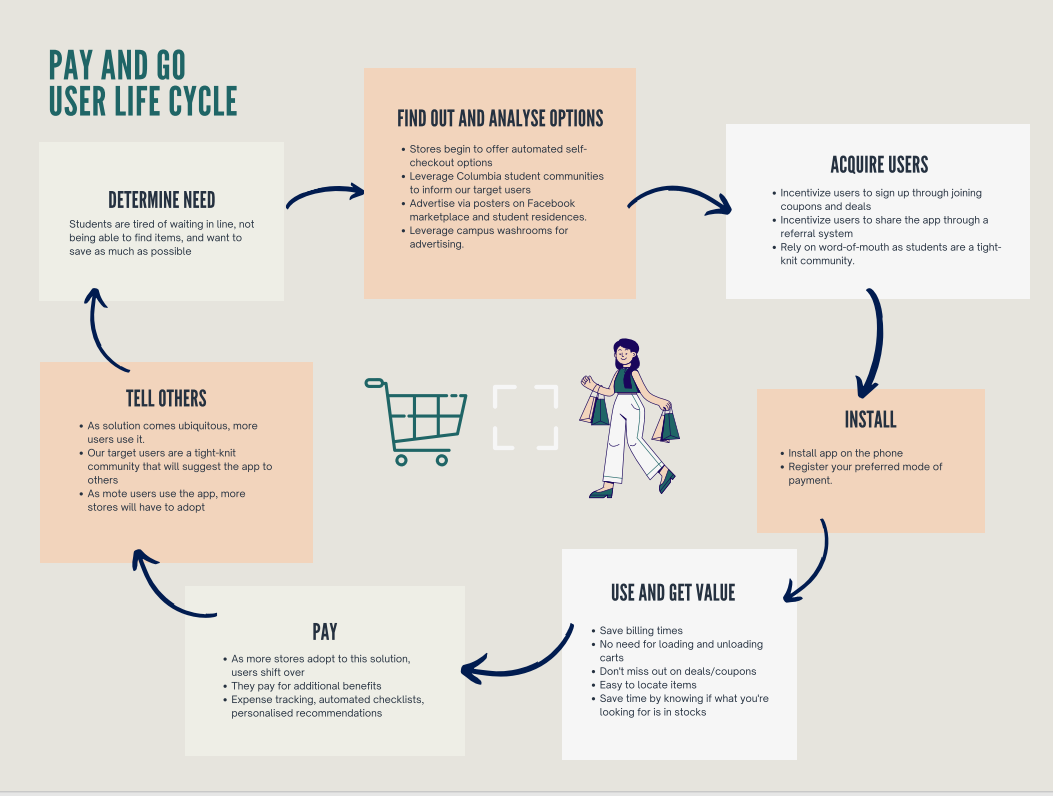 PAY AND GO
USER LIFE CYCLE
DETERMINE NEED
Students are tired of waiting in line, not
being able to find items, and want to
save as much as possible
FIND OUT AND ANALYSE OPTIONS
• Stores begin to offer automated self-
checkout options
• Leverage Columbia student communities
to inform our target users
• Advertise via posters on Facebook
marketplace and student residences.
• Leverage campus washrooms for
advertising.
ACQUIRE USERS
• Incentivize users to sign up through joining
coupons and deals
• Incentivize users to share the app through a
referral system
• Rely on word-of-mouth as students are a tight-
knit community.
INSTALL
• Install app on the phone
• Register your preferred mode of
payment.
USE AND GET VALUE
• Save billing times
• No need for loading and unloading
carts
• Don't miss out on deals/coupons
• Easy to locate items
• Save time by knowing if what you're
looking for is in stocks
PAY
• As more stores adopt to this solution,
users shift over
• They pay for additional benefits
• Expense tracking, automated checklists,
personalised recommendations
TELL OTHERS
• As solution comes ubiquitous, more
users use it.
• Our target users are a tight-knit
community that will suggest the app to
others
• As mote users use the app, more
stores will have to adopt